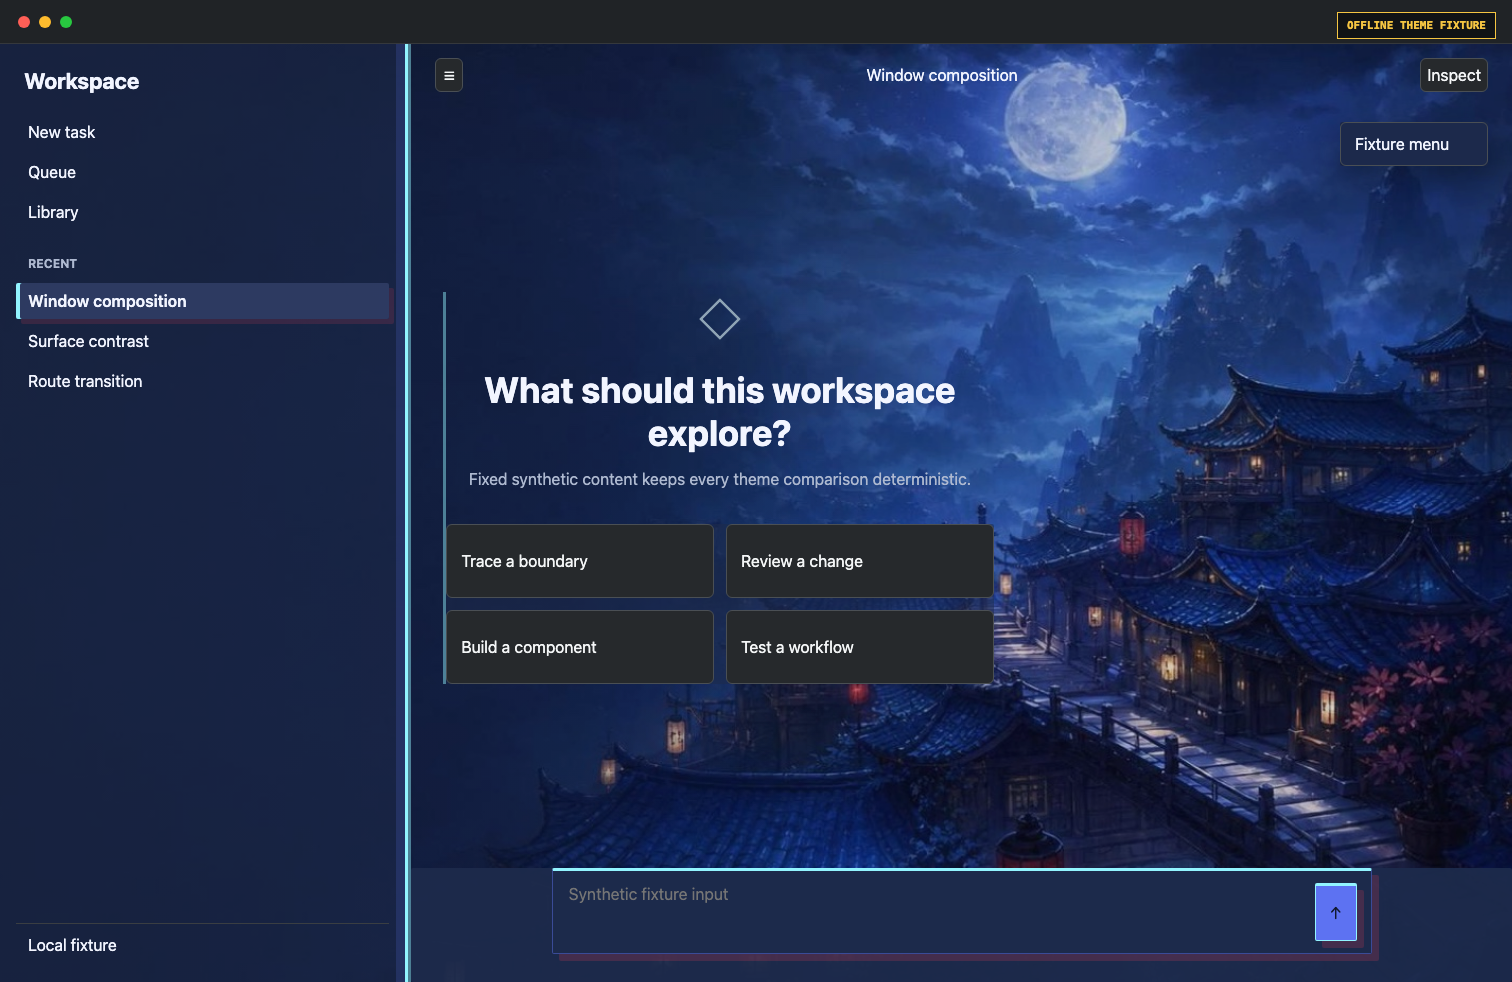 OFFLINE THEME FIXTURE
Workspace
New task
Queue
Library
RECENT
Window composition
Surface contrast
Route transition
Local fixture
Window composition
Inspect
Fixture menu
What should this workspace
explore?
Fixed synthetic content keeps every theme comparison deterministic.
Trace a boundary
Review a change
Build a component
Test a workflow
Synthetic fixture input